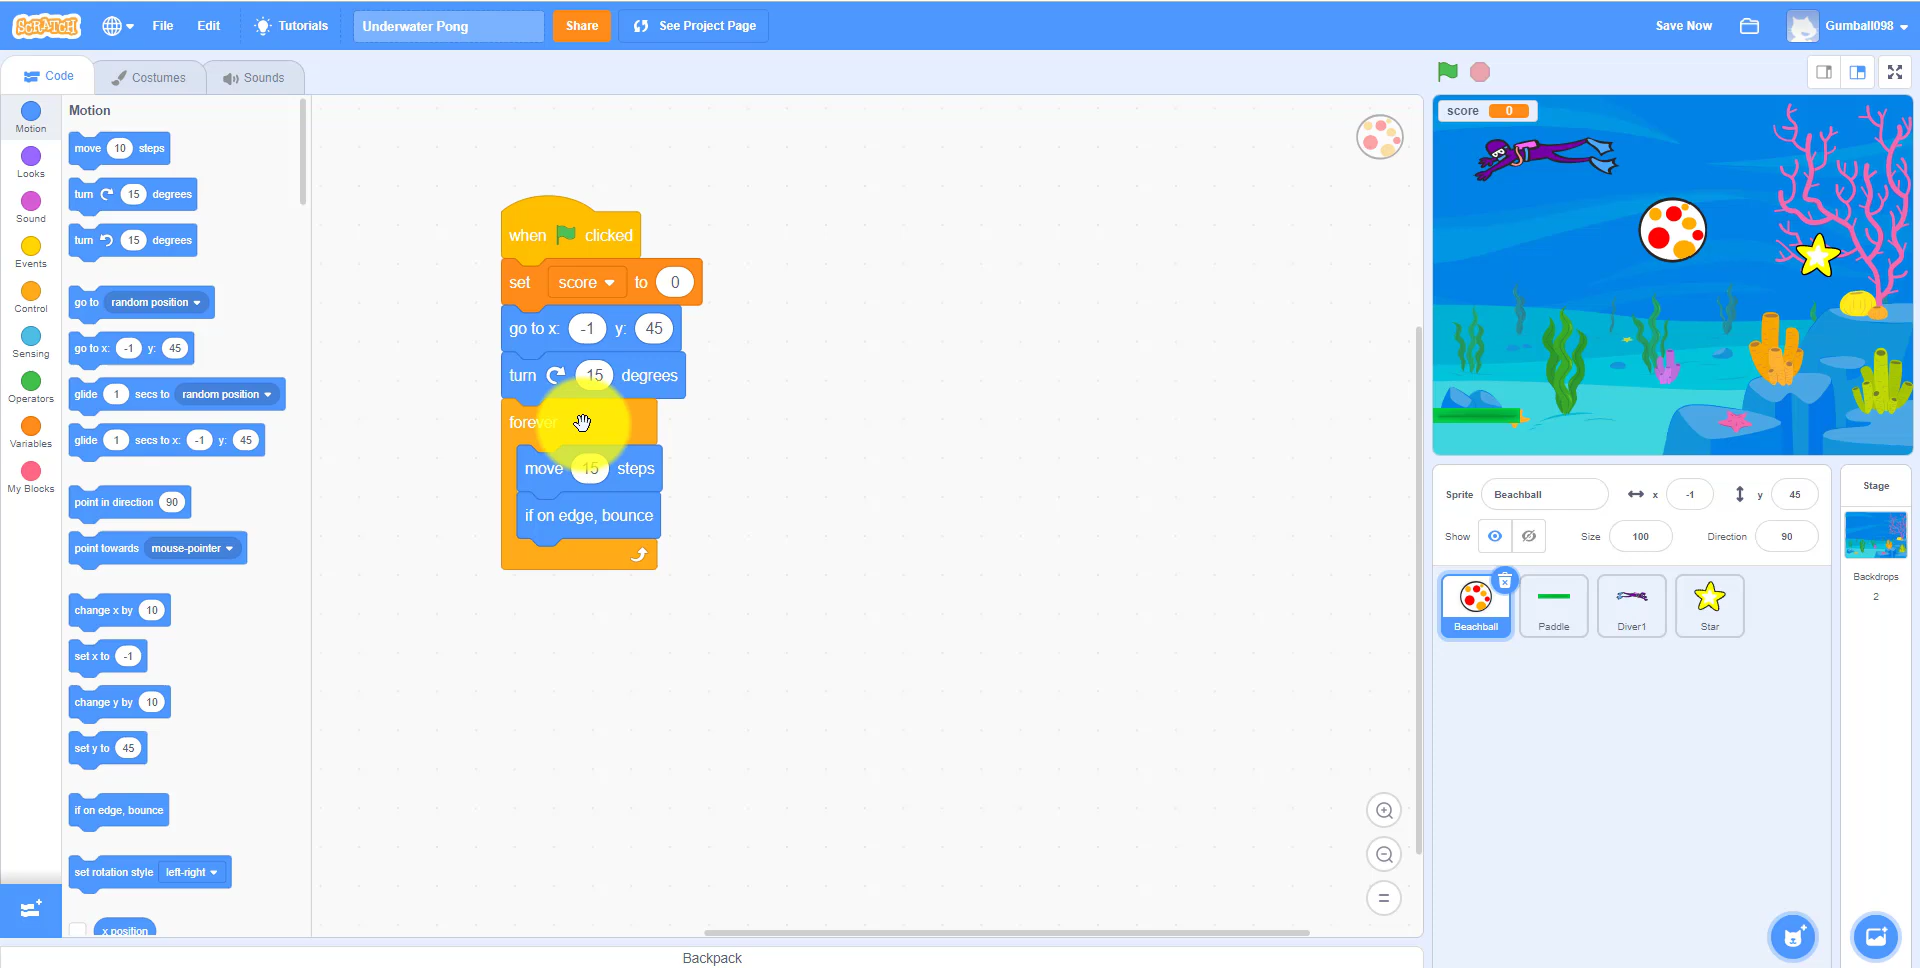 SCRATCH File Edit Tutorials Underwater Pong Share See Project Page Save Now Gumball098
Code Costumes Sounds
Motion
Looks
Sound
Events
Control
Sensing
Operators
Variables
My Blocks
Motion
move 10 steps
turn 15 degrees
turn 15 degrees
go to random position
go to x: -1 y: 45
glide 1 secs to random position
glide 1 secs to x: -1 y: 45
point in direction 90
point towards mouse-pointer
change x by 10
set x to -1
change y by 10
set y to 45
if on edge, bounce
set rotation style left-right
x position
when clicked
set score to 0
go to x: -1 y: 45
turn 15 degrees
forever
move 15 steps
if on edge, bounce
score 0
Sprite Beachball x -1 y 45
Show Size 100 Direction 90
Beachball Paddle Diver1 Star
Stage
Backdrops
2
Backpack